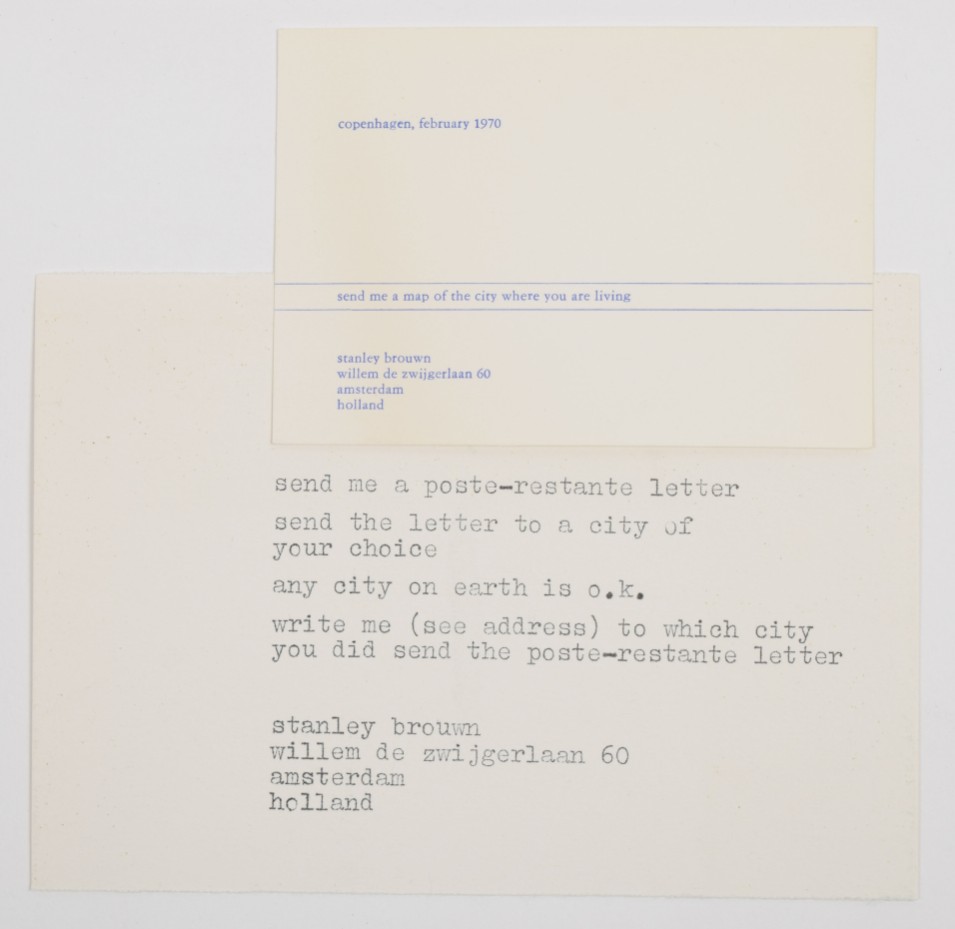 copenhagen, february 1970
send me a map of the city where you are living
stanley brouwn
willem de zwijgerlaan 60
amsterdam
holland
send me a poste-restante letter
send the letter to a city of
your choice
any city on earth is o.k.
write me (see address) to which city
you did send the poste-restante letter
stanley brouwn
willem de zwijgerlaan 60
amsterdam
holland